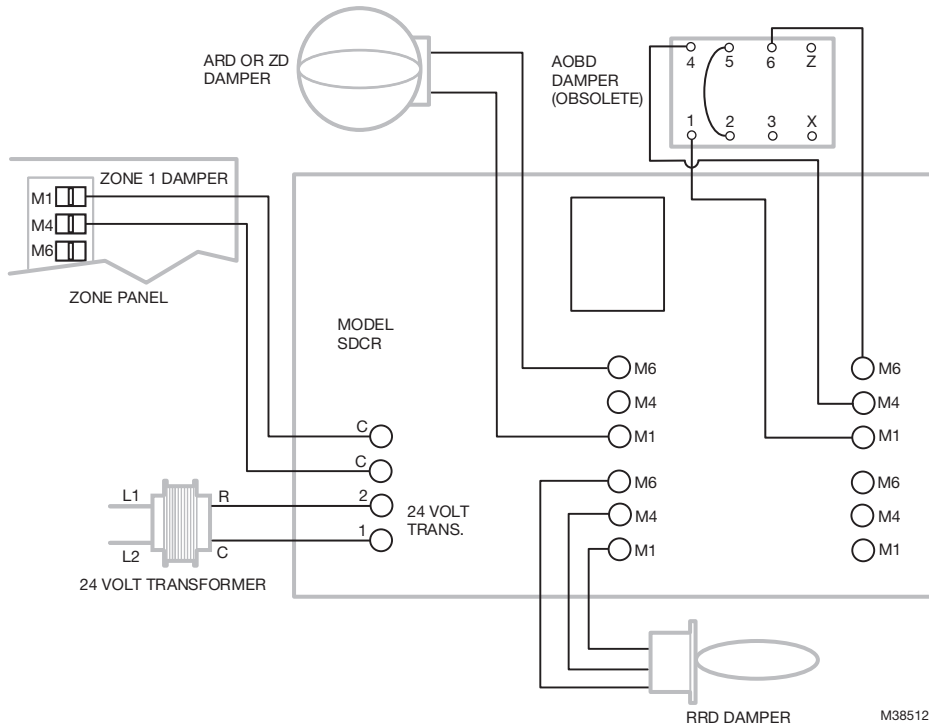 ARD OR ZD
DAMPER
AOBD
DAMPER
(OBSOLETE)
4 5 6 Z
1 2 3 X
ZONE 1 DAMPER
M1
M4
M6
ZONE PANEL
MODEL
SDCR
M6
M4
M1
M6
M4
M1
M6
M4
M1
M6
M4
M1
C
C
2
1
24 VOLT
TRANS.
L1
L2
R
C
24 VOLT TRANSFORMER
RRD DAMPER
M38512